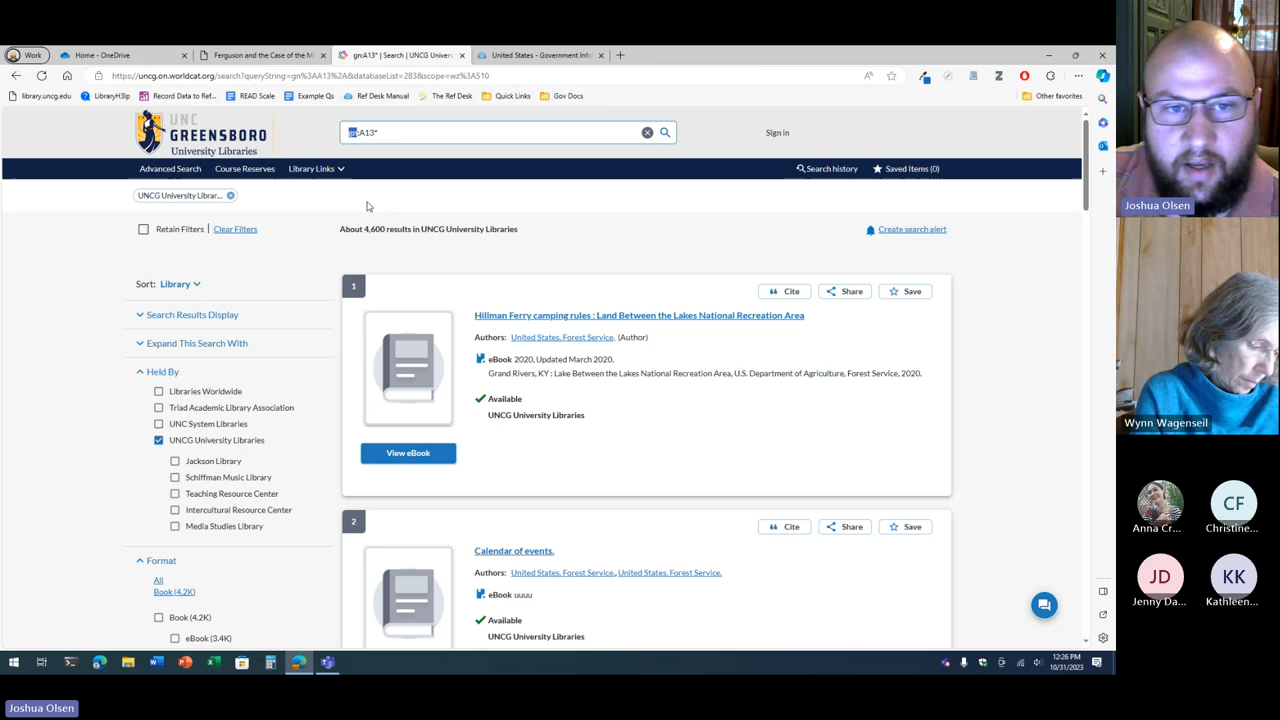 Work
Home - OneDrive
Ferguson and the Case of the M
gn:A13* | Search | UNCG Univers
United States - Government Info
https://uncg.on.worldcat.org/search?queryString=gn%3AA13%2A&databaseList=283&scope=wz%3A510
library.uncg.edu
LibraryH3lp
Record Data to Ref...
READ Scale
Example Qs
Ref Desk Manual
The Ref Desk
Quick Links
Gov Docs
Other favorites
UNC
GREENSBORO
University Libraries
gn:A13*
Sign in
Advanced Search
Course Reserves
Library Links
Search history
Saved Items (0)
UNCG University Librar...
Retain Filters
Clear Filters
About 4,600 results in UNCG University Libraries
Create search alert
Sort: Library
Search Results Display
Expand This Search With
Held By
Libraries Worldwide
Triad Academic Library Association
UNC System Libraries
UNCG University Libraries
Jackson Library
Schiffman Music Library
Teaching Resource Center
Intercultural Resource Center
Media Studies Library
Format
All
Book (4.2K)
Book (4.2K)
eBook (3.4K)
1
Cite
Share
Save
Hillman Ferry camping rules : Land Between the Lakes National Recreation Area
Authors: United States. Forest Service, (Author)
eBook 2020, Updated March 2020.
Grand Rivers, KY : Lake Between the Lakes National Recreation Area, U.S. Department of Agriculture, Forest Service, 2020.
Available
UNCG University Libraries
View eBook
2
Cite
Share
Save
Calendar of events.
Authors: United States. Forest Service., United States. Forest Service.
eBook uuuu
Available
UNCG University Libraries
12:26 PM
10/31/2023
Joshua Olsen
Wynn Wagenseil
Anna Cr...
CF
Christine...
JD
Jenny Da...
KK
Kathleen...
Joshua Olsen